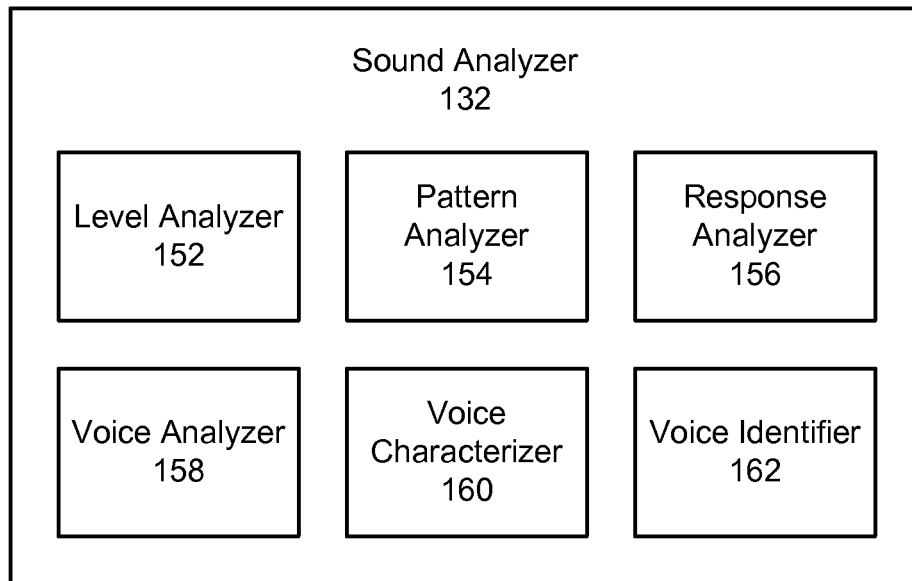 Sound Analyzer
132
Level Analyzer
152
Pattern
Analyzer
154
Response
Analyzer
156
Voice Analyzer
158
Voice
Characterizer
160
Voice Identifier
162